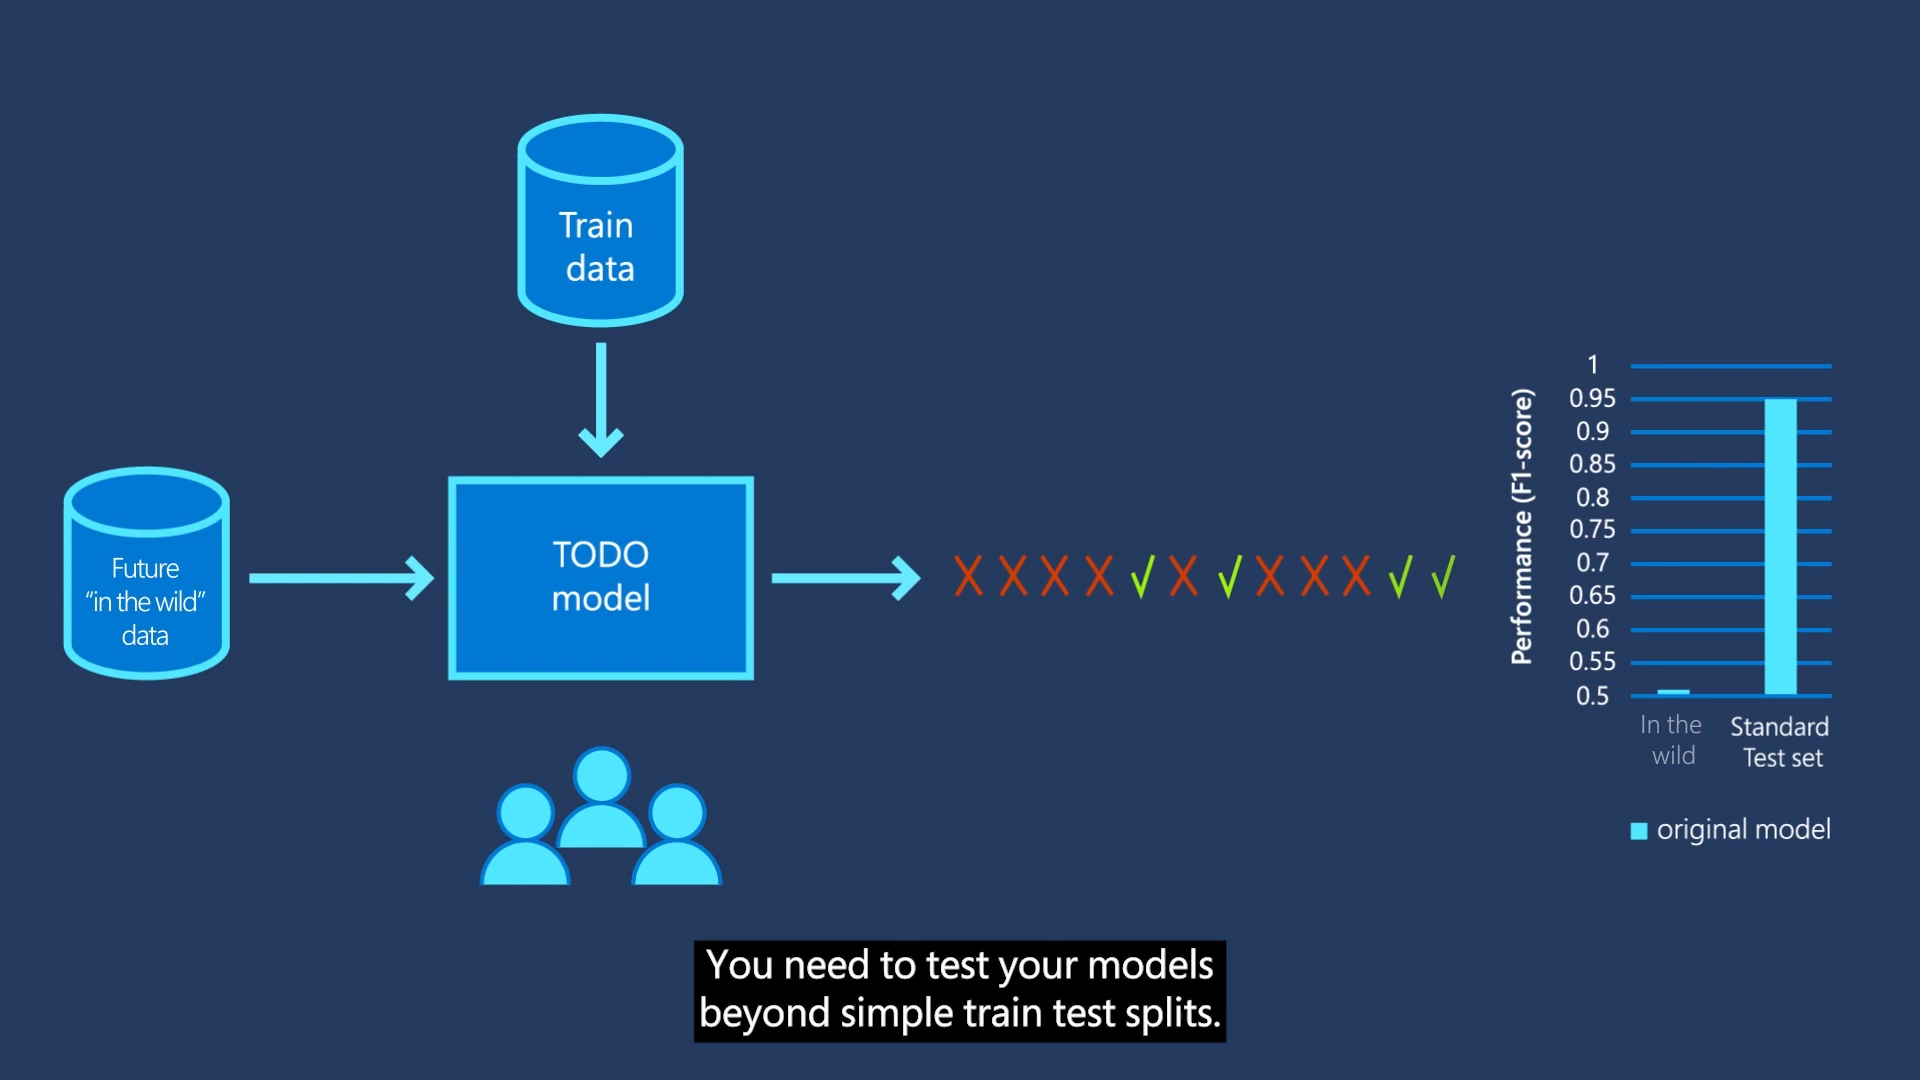 Train
data
Future
“in the wild”
data
TODO
model
X X X X √ X √ X X X √ √
Performance (F1-score)
1
0.95
0.9
0.85
0.8
0.75
0.7
0.65
0.6
0.55
0.5
In the
wild
Standard
Test set
original model
You need to test your models
beyond simple train test splits.